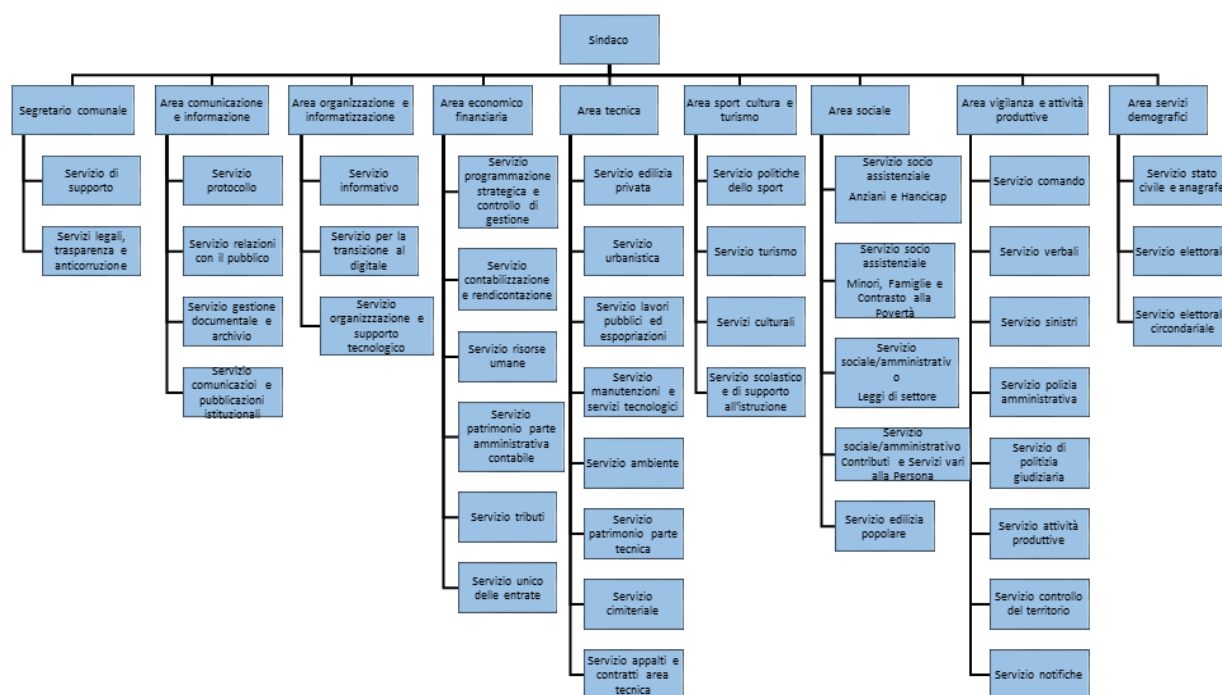 Sindaco
Segretario comunale
Area comunicazione
e informazione
Area organizzazione e
informatizzazione
Area economico
finanziaria
Area tecnica
Area sport cultura e
turismo
Area sociale
Area vigilanza e attività
produttive
Area servizi
demografici
Servizio di
supporto
Servizi legali,
trasparenza e
anticorruzione
Servizio
protocollo
Servizio relazioni
con il pubblico
Servizio gestione
documentale e
archivio
Servizio
comunicazioi e
pubblicazioni
istituzionali
Servizio
informativo
Servizio per la
transizione al
digitale
Servizio
organizzzazione e
supporto
tecnologico
Servizio
programmazione
strategica e
controllo di
gestione
Servizio
contabilizzazione
e rendicontazione
Servizio risorse
umane
Servizio
patrimonio parte
amministrativa
contabile
Servizio tributi
Servizio unico
delle entrate
Servizio edilizia
privata
Servizio
urbanistica
Servizio lavori
pubblici ed
espopriazioni
Servizio
manutenzioni e
servizi tecnologici
Servizio ambiente
Servizio
patrimonio parte
tecnica
Servizio
cimiteriale
Servizio appalti e
contratti area
tecnica
Servizio politiche
dello sport
Servizio turismo
Servizi culturali
Servizio scolastico
e di supporto
all'istruzione
Servizio socio
assistenziale
Anziani e Hancicap
Servizio socio
assistenziale
Minori, Famiglie e
Contrasto alla
Povertà
Servizio
sociale/amministrativ
o
Leggi di settore
Servizio
sociale/amministrativo
Contributi e Servizi vari
alla Persona
Servizio edilizia
popolare
Servizio comando
Servizio verbali
Servizio sinistri
Servizio polizia
amministrativa
Servizio di
politizia
giudiziaria
Servizio attività
produttive
Servizio controllo
del territorio
Servizio notifiche
Servizio stato
civile e anagrafe
Servizio elettorale
Servizio elettorale
circondariale